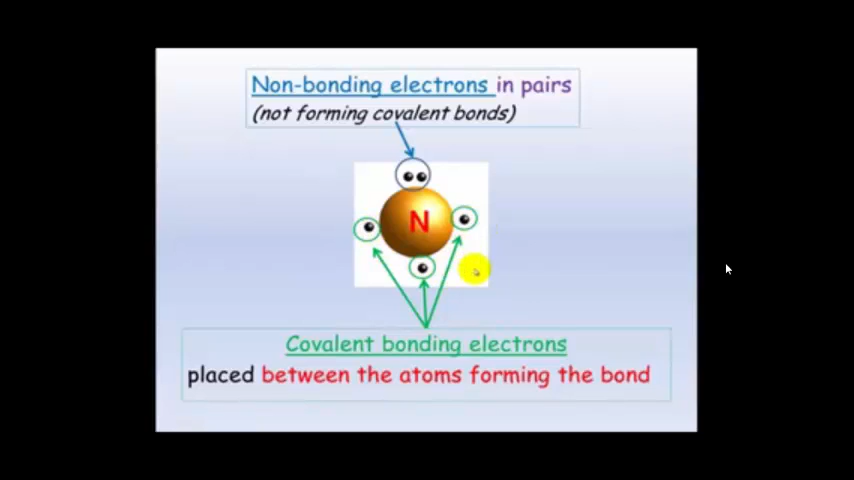 Non-bonding electrons in pairs
(not forming covalent bonds)
N
Covalent bonding electrons
placed between the atoms forming the bond